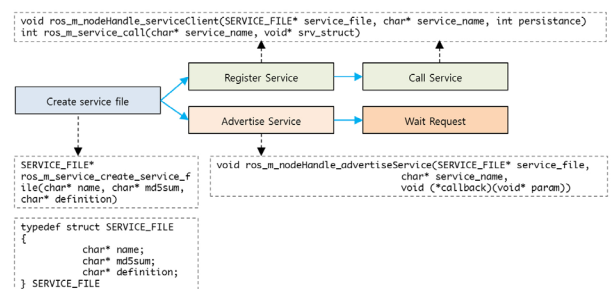 void ros_m_nodeHandle_serviceClient(SERVICE_FILE* service_file, char* service_name, int persistance)
int ros_m_service_call(char* service_name, void* srv_struct)
Register Service
Call Service
Create service file
Advertise Service
Wait Request
SERVICE_FILE*
ros_m_service_create_service_f
ile(char* name, char* md5sum,
char* definition)
void ros_m_nodeHandle_advertiseService(SERVICE_FILE* service_file,
char* service_name,
void (*callback)(void* param))
typedef struct SERVICE_FILE
{
char* name;
char* md5sum;
char* definition;
} SERVICE_FILE